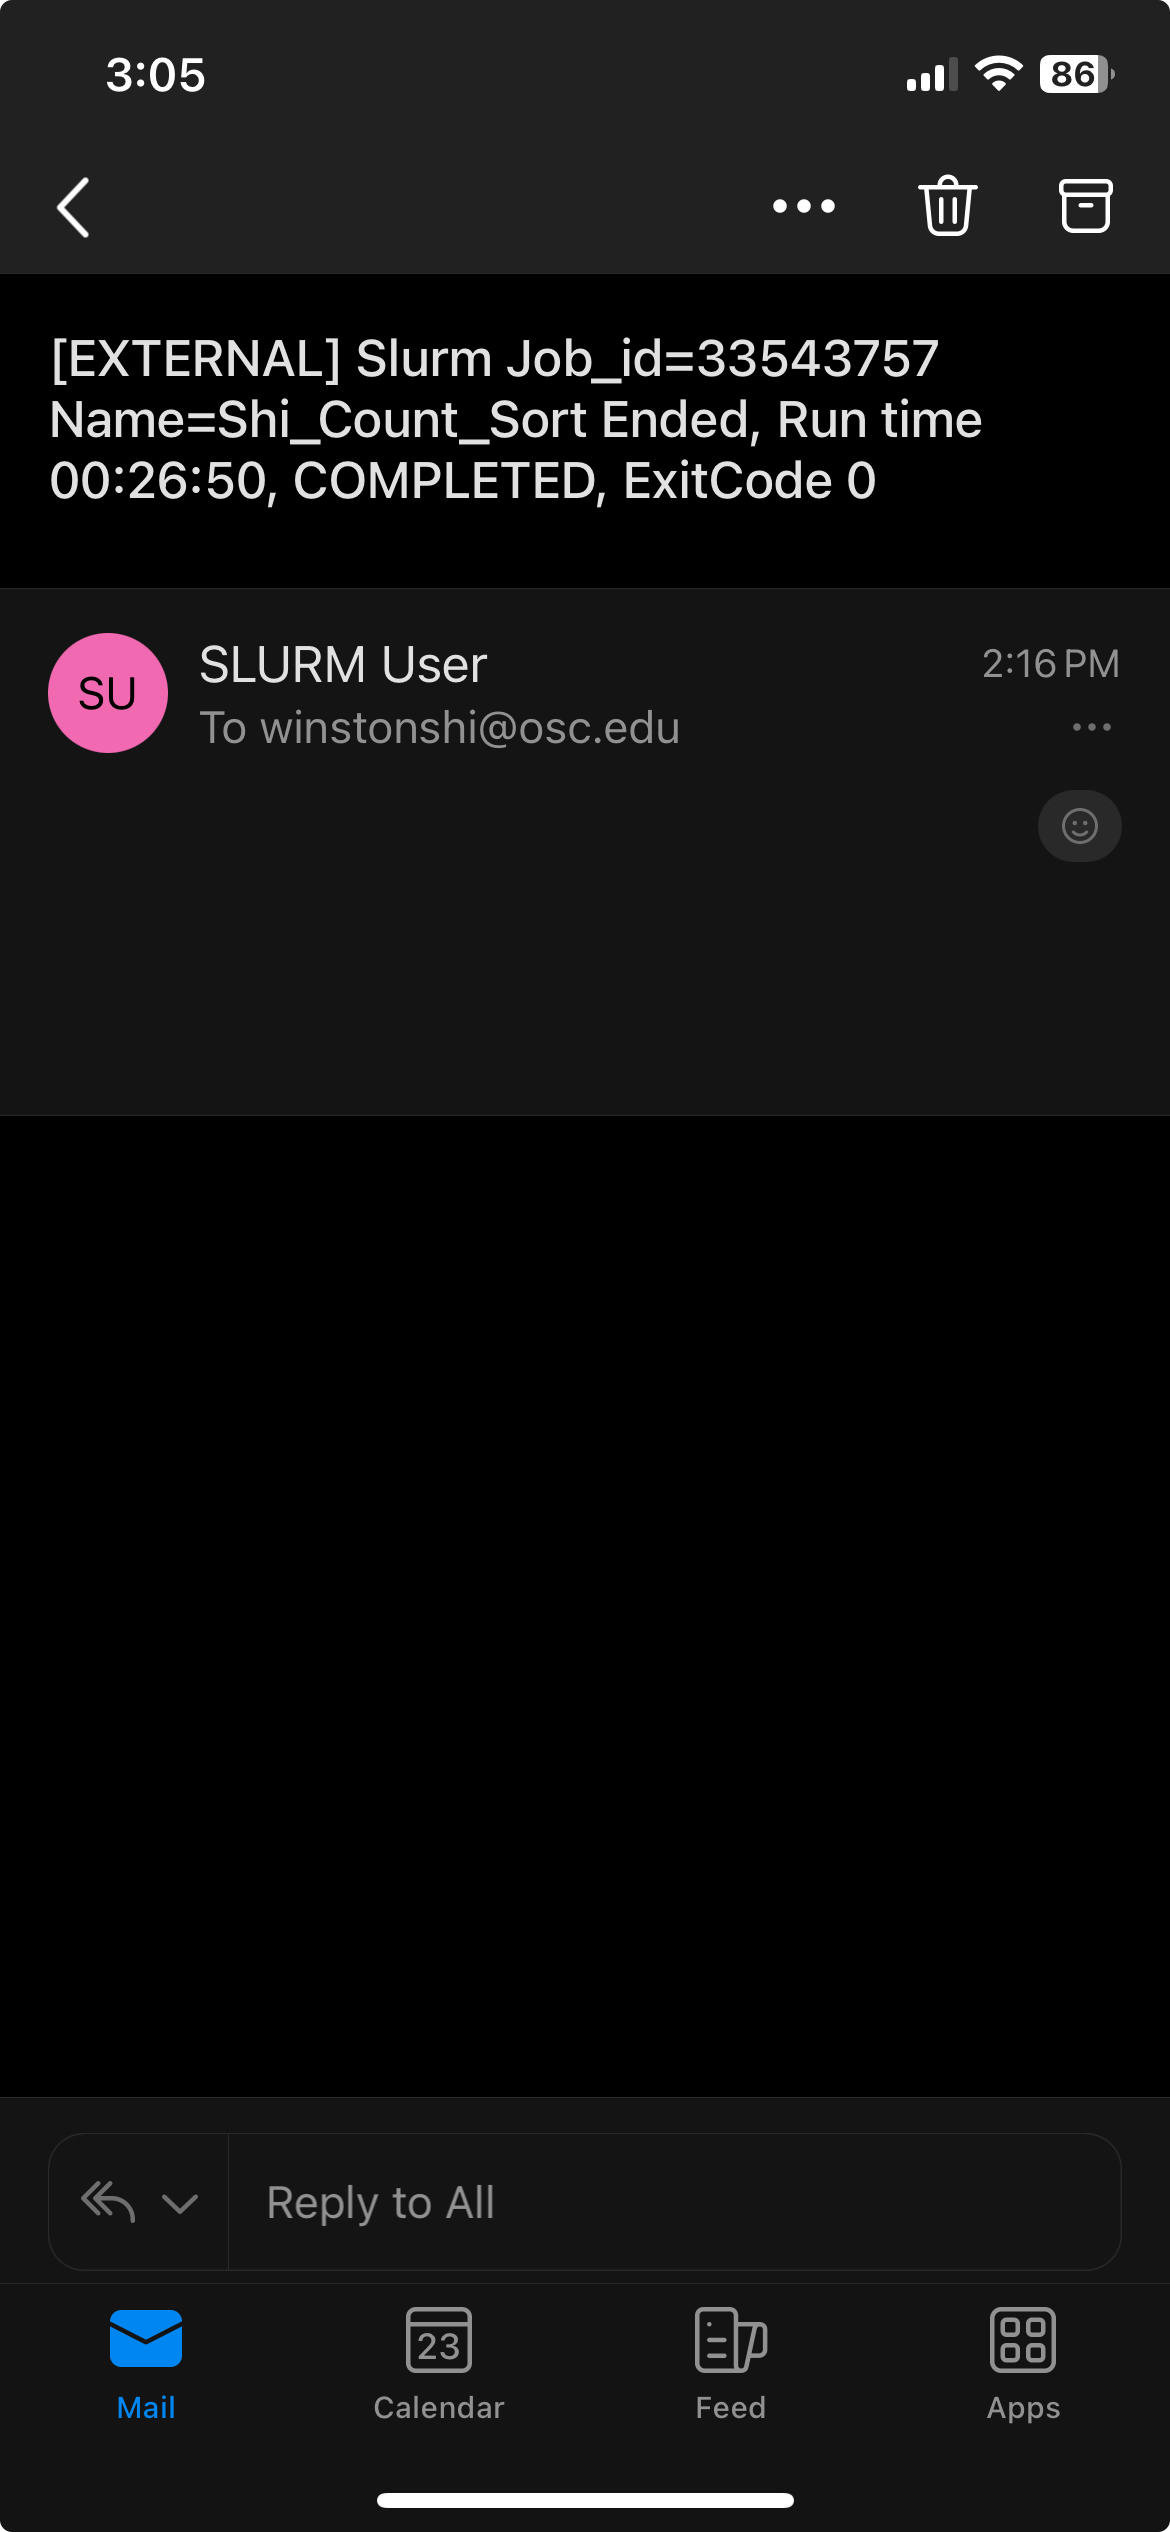 3:05
86
[EXTERNAL] Slurm Job_id=33543757
Name=Shi_Count_Sort Ended, Run time
00:26:50, COMPLETED, ExitCode 0
SU
SLURM User
2:16 PM
To winstonshi@osc.edu
Reply to All
23
Mail
Calendar
Feed
Apps